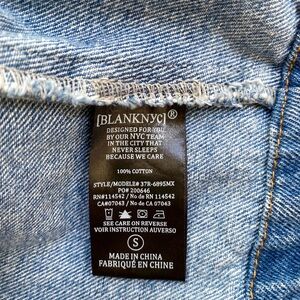 [BLANKNYC]®
DESIGNED FOR YOU
BY OUR NYC TEAM
IN THE CITY THAT
NEVER SLEEPS
BECAUSE WE CARE
100% COTTON
STYLE/MODELE# 37R-6895MX
PO# 200646
RN#114542 / No de RN 114542
CA#07043 / No de CA 07043
SEE CARE ON REVERSE
VOIR INSTRUCTION AUVERSO
S
MADE IN CHINA
FABRIQUÉ EN CHINE